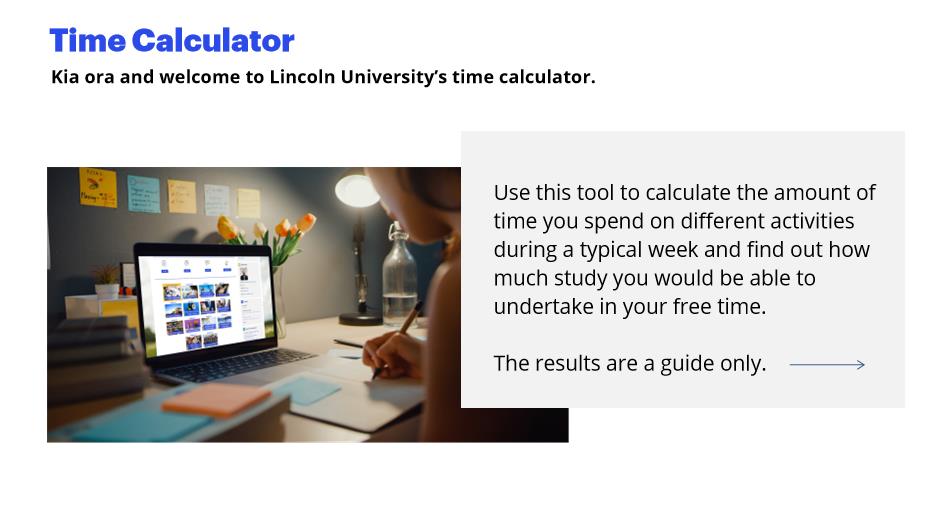 Time Calculator
Kia ora and welcome to Lincoln University's time calculator.
Use this tool to calculate the amount of
time you spend on different activities
during a typical week and find out how
much study you would be able to
undertake in your free time.
The results are a guide only.